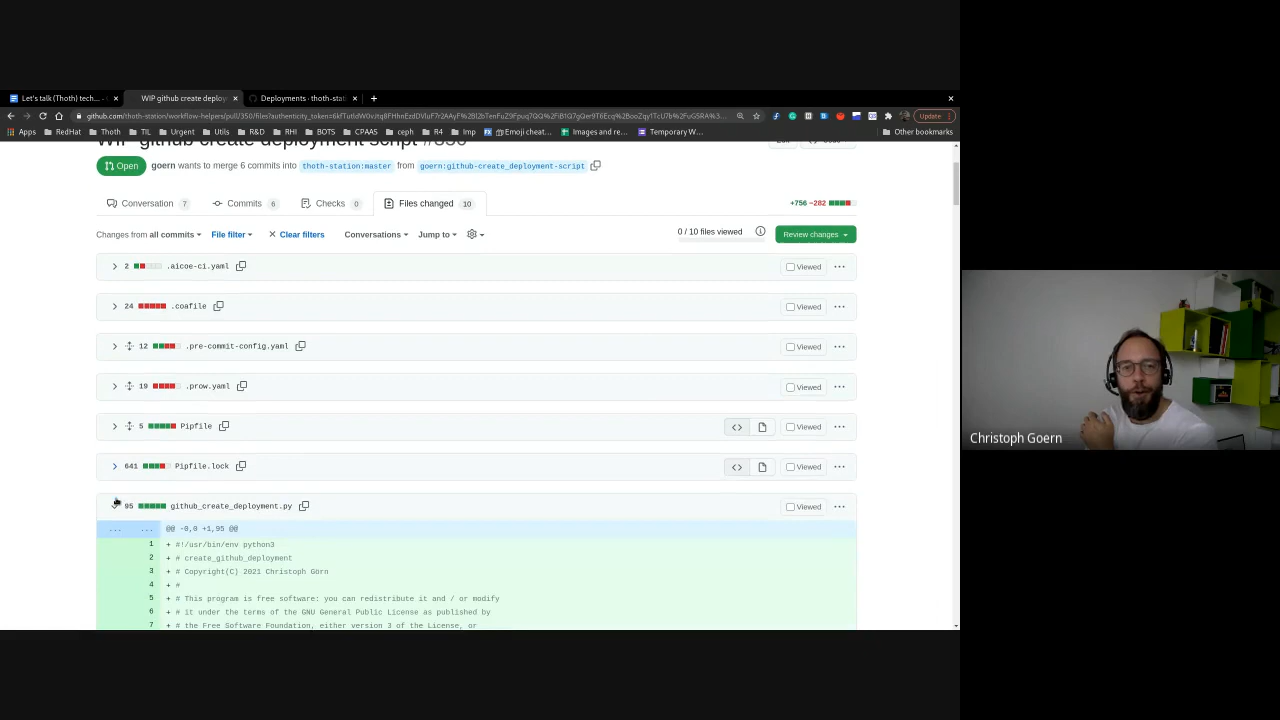 Let's talk (Thoth) tech...
WIP github create deploy
Deployments · thoth-stat
Apps RedHat Thoth TIL Urgent Utils R&D RHI BOTS CPAAS ceph R4 Imp Emoji cheat... Images and re... Temporary W... Other bookmarks
Update
WIP github create deployment script #350
Open goern wants to merge 6 commits into thoth-station:master from goern:github-create_deployment-script
Conversation 7 Commits 6 Checks 0 Files changed 10 +756 −282
Changes from all commits File filter Clear filters Conversations Jump to 0 / 10 files viewed Review changes
2 .aicoe-ci.yaml Viewed
24 .coafile Viewed
12 .pre-commit-config.yaml Viewed
19 .prow.yaml Viewed
5 Pipfile Viewed
641 Pipfile.lock Viewed
95 github_create_deployment.py Viewed
... ... @@ -0,0 +1,95 @@
1 + #!/usr/bin/env python3
2 + # create_github_deployment
3 + # Copyright(C) 2021 Christoph Görn
4 + #
5 + # This program is free software: you can redistribute it and / or modify
6 + # it under the terms of the GNU General Public License as published by
7 + # the Free Software Foundation, either version 3 of the License, or
Christoph Goern